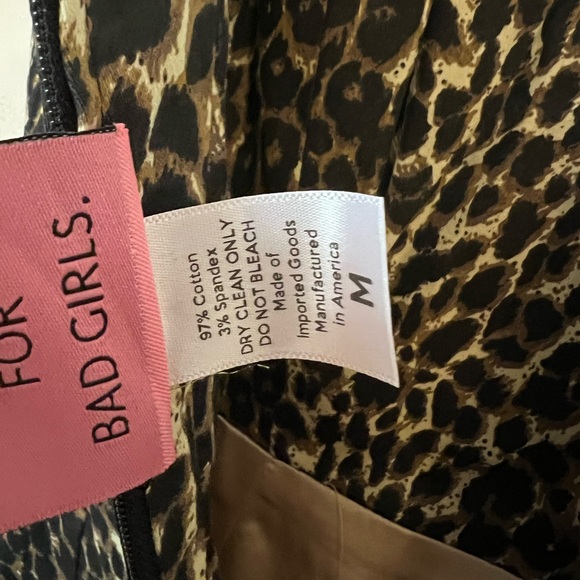 FOR
BAD GIRLS.
97% Cotton
3% Spandex
DRY CLEAN ONLY
DO NOT BLEACH
Made of
Imported Goods
Manufactured
in America
M